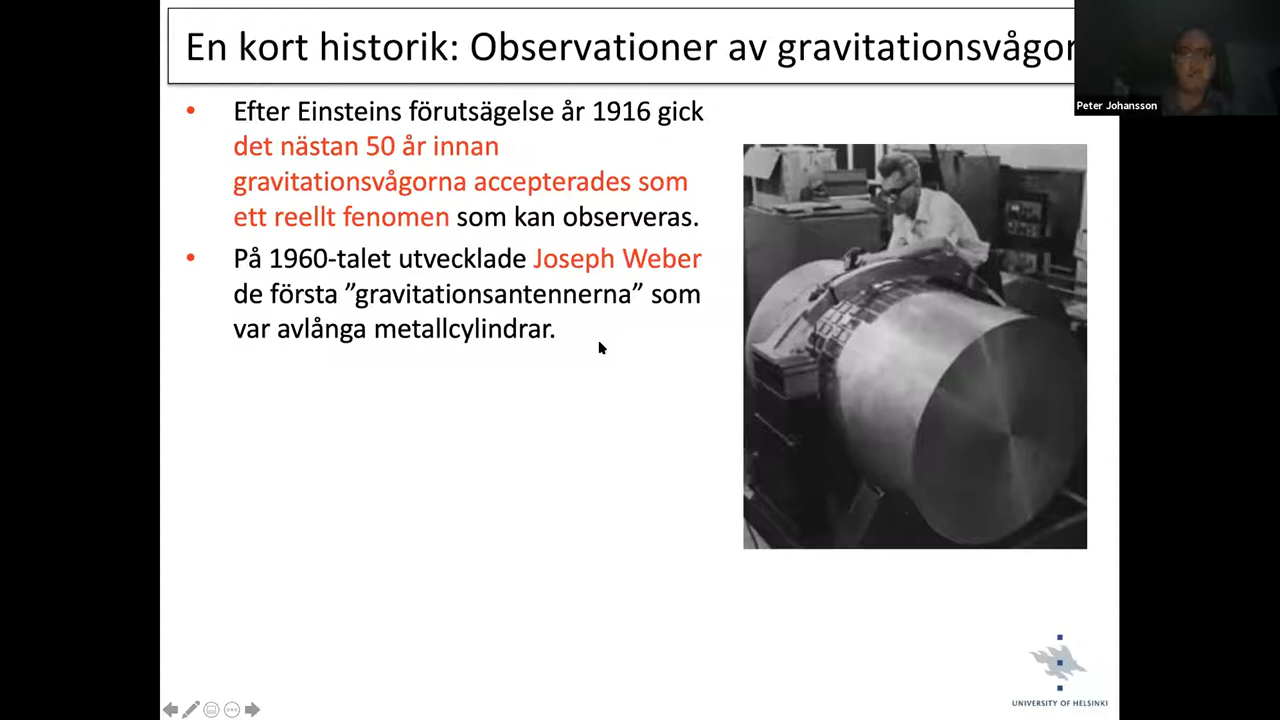 En kort historik: Observationer av gravitationsvågor
Peter Johansson
• Efter Einsteins förutsägelse år 1916 gick
det nästan 50 år innan
gravitationsvågorna accepterades som
ett reellt fenomen som kan observeras.
• På 1960-talet utvecklade Joseph Weber
de första ”gravitationsantennerna” som
var avlånga metallcylindrar.
UNIVERSITY OF HELSINKI